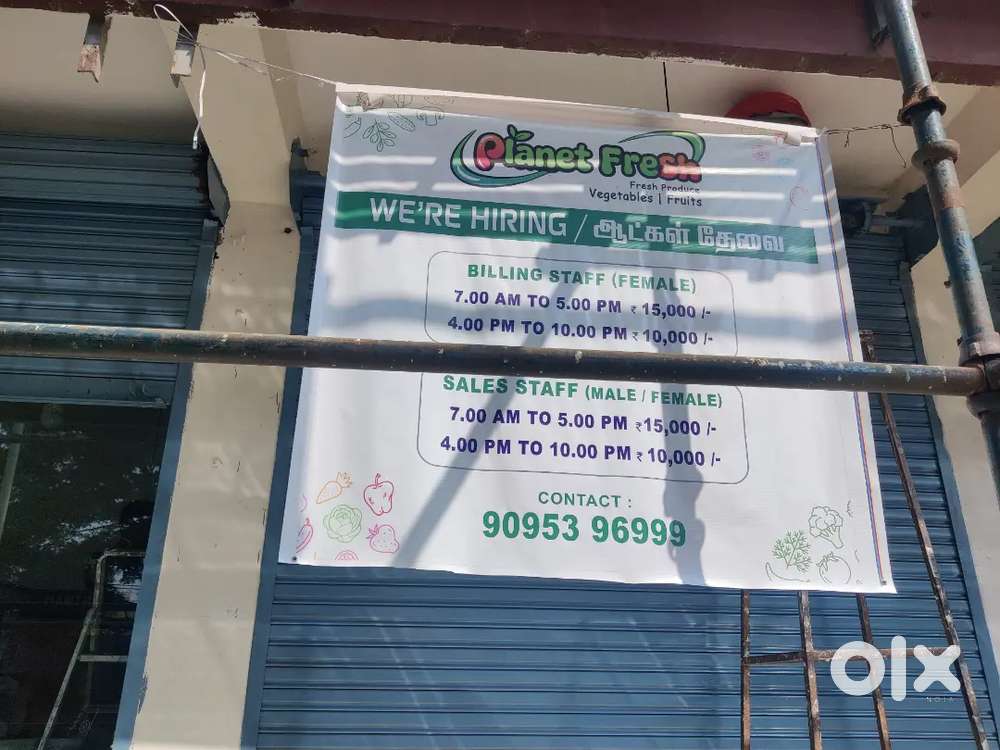 Planet Fresh
Fresh Produce
Vegetables | Fruits
WE'RE HIRING / ஆட்கள் தேவை
BILLING STAFF (FEMALE)
7.00 AM TO 5.00 PM ₹ 15,000 /-
4.00 PM TO 10.00 PM ₹ 10,000 /-
SALES STAFF (MALE / FEMALE)
7.00 AM TO 5.00 PM ₹15,000 /-
4.00 PM TO 10.00 PM ₹ 10,000 /-
CONTACT :
90953 96999
olx
INDIA